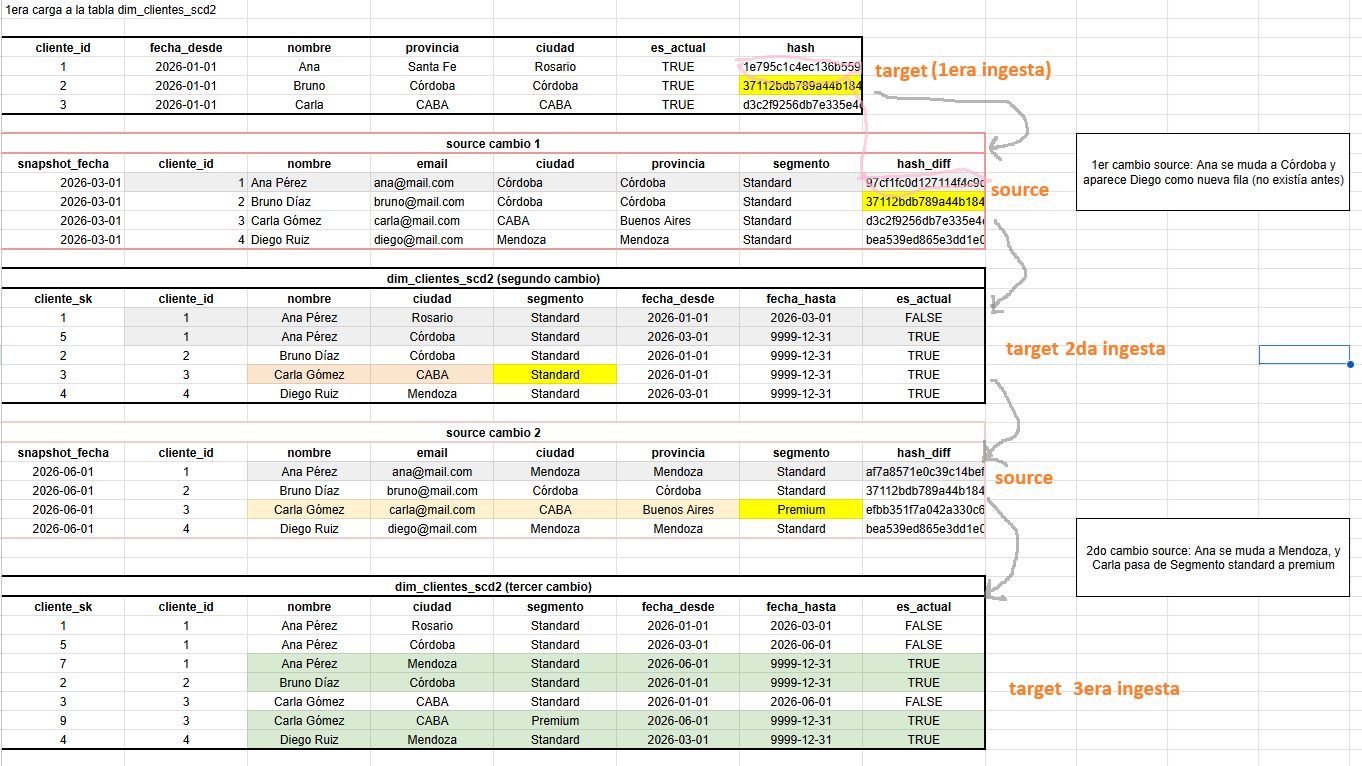 1era carga a la tabla dim_clientes_scd2
cliente_id fecha_desde nombre provincia ciudad es_actual hash
1 2026-01-01 Ana Santa Fe Rosario TRUE 1e795c1c4ec136b559
2 2026-01-01 Bruno Córdoba Córdoba TRUE 37112bdb789a44b184
3 2026-01-01 Carla CABA CABA TRUE d3c2f9256db7e335e4
target (1era ingesta)
source cambio 1
snapshot_fecha cliente_id nombre email ciudad provincia segmento hash_diff
2026-03-01 1 Ana Pérez ana@mail.com Córdoba Córdoba Standard 97cf1fc0d127114f4c9c
2026-03-01 2 Bruno Díaz bruno@mail.com Córdoba Córdoba Standard 37112bdb789a44b184
2026-03-01 3 Carla Gómez carla@mail.com CABA Buenos Aires Standard d3c2f9256db7e335e4
2026-03-01 4 Diego Ruiz diego@mail.com Mendoza Mendoza Standard bea539ed865e3dd1e0
source
1er cambio source: Ana se muda a Córdoba y
aparece Diego como nueva fila (no existía antes)
dim_clientes_scd2 (segundo cambio)
cliente_sk cliente_id nombre ciudad segmento fecha_desde fecha_hasta es_actual
1 1 Ana Pérez Rosario Standard 2026-01-01 2026-03-01 FALSE
5 1 Ana Pérez Córdoba Standard 2026-03-01 9999-12-31 TRUE
2 2 Bruno Díaz Córdoba Standard 2026-01-01 9999-12-31 TRUE
3 3 Carla Gómez CABA Standard 2026-01-01 9999-12-31 TRUE
4 4 Diego Ruiz Mendoza Standard 2026-03-01 9999-12-31 TRUE
target 2da ingesta
source cambio 2
snapshot_fecha cliente_id nombre email ciudad provincia segmento hash_diff
2026-06-01 1 Ana Pérez ana@mail.com Mendoza Mendoza Standard af7a8571e0c39c14bef
2026-06-01 2 Bruno Díaz bruno@mail.com Córdoba Córdoba Standard 37112bdb789a44b184
2026-06-01 3 Carla Gómez carla@mail.com CABA Buenos Aires Premium efbb351f7a042a330c6
2026-06-01 4 Diego Ruiz diego@mail.com Mendoza Mendoza Standard bea539ed865e3dd1e0
source
2do cambio source: Ana se muda a Mendoza, y
Carla pasa de Segmento standard a premium
dim_clientes_scd2 (tercer cambio)
cliente_sk cliente_id nombre ciudad segmento fecha_desde fecha_hasta es_actual
1 1 Ana Pérez Rosario Standard 2026-01-01 2026-03-01 FALSE
5 1 Ana Pérez Córdoba Standard 2026-03-01 2026-06-01 FALSE
7 1 Ana Pérez Mendoza Standard 2026-06-01 9999-12-31 TRUE
2 2 Bruno Díaz Córdoba Standard 2026-01-01 9999-12-31 TRUE
3 3 Carla Gómez CABA Standard 2026-01-01 2026-06-01 FALSE
9 3 Carla Gómez CABA Premium 2026-06-01 9999-12-31 TRUE
4 4 Diego Ruiz Mendoza Standard 2026-03-01 9999-12-31 TRUE
target 3era ingesta